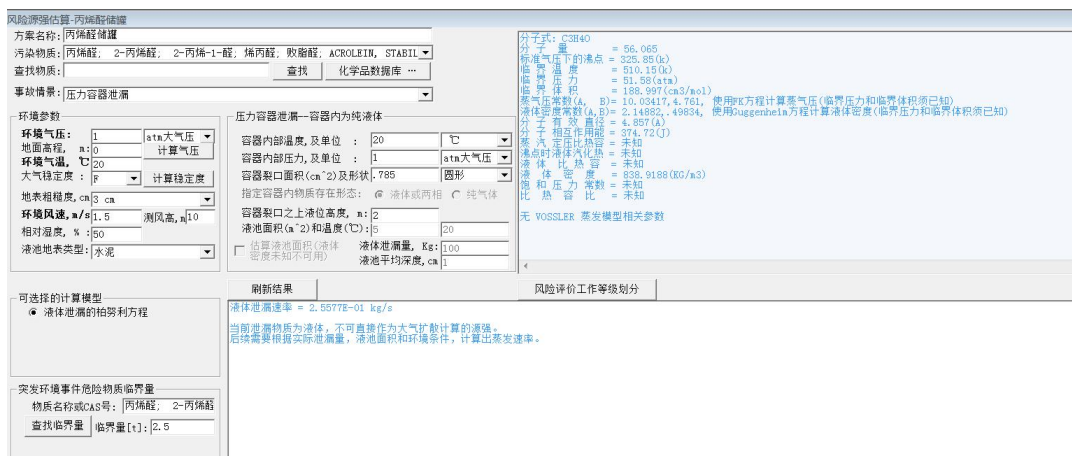 风险源强估算-丙烯醛储罐
方案名称: 丙烯醛储罐
污染物质: 丙烯醛; 2-丙烯醛; 2-丙烯-1-醛; 烯丙醛; 败脂醛; ACROLEIN, STABIL
查找物质: 查找 化学品数据库 …
事故情景: 压力容器泄漏
环境参数
环境气压: 1 atm大气压
地面高程, m: 0 计算气压
环境气温, ℃ 20
大气稳定度 : F 计算稳定度
地表粗糙度, cm 3 cm
环境风速, m/s 1.5 测风高, m 10
相对湿度, % : 50
液池地表类型: 水泥
压力容器泄漏--容器内为纯液体
容器内部温度, 及单位 : 20 ℃
容器内部压力, 及单位 : 1 atm大气压
容器裂口面积(cm^2)及形状 .785 圆形
指定容器内物质存在形态: 液体或两相 纯气体
容器裂口之上液位高度, m: 2
液池面积(m^2)和温度(℃): 5 20
估算液池面积(液体密度未知不可用) 液体泄漏量, Kg: 100
液池平均深度, cm 1
分子式: C3H4O
分 子 量 = 56.065
标准气压下的沸点 = 325.85(k)
临 界 温 度 = 510.15(k)
临 界 压 力 = 51.58(atm)
临 界 体 积 = 188.997(cm3/mol)
蒸气压常数(A, B)= 10.03417,4.761, 使用FK方程计算蒸气压(临界压力和临界体积须已知)
液体密度常数(A,B)= 2.14882,.49834, 使用Guggenheim方程计算液体密度(临界压力和临界体积须已知)
分 子 有 效 直径 = 4.857(A)
分 子 相互作用能 = 374.72(J)
蒸 汽 定压比热容 = 未知
沸点时液体汽化热 = 未知
液 体 比 热 容 = 未知
液 体 密 度 = 838.9188(KG/m3)
饱 和 压 力 常数 = 未知
比 热 容 比 = 未知
无 VOSSLER 蒸发模型相关参数
刷新结果 风险评价工作等级划分
可选择的计算模型
液体泄漏的柏努利方程
液体泄漏速率 = 2.5577E-01 kg/s
当前泄漏物质为液体，不可直接作为大气扩散计算的源强。
后续需要根据实际泄漏量，液池面积和环境条件，计算出蒸发速率。
突发环境事件危险物质临界量
物质名称或CAS号: 丙烯醛; 2-丙烯醛
查找临界量 临界量[t]: 2.5